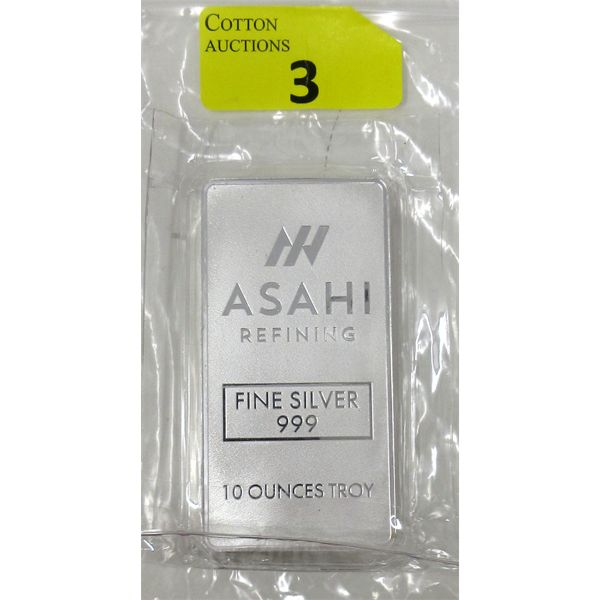 COTTON
AUCTIONS
3
ASAHI
REFINING
FINE SILVER
999
10 OUNCES TROY